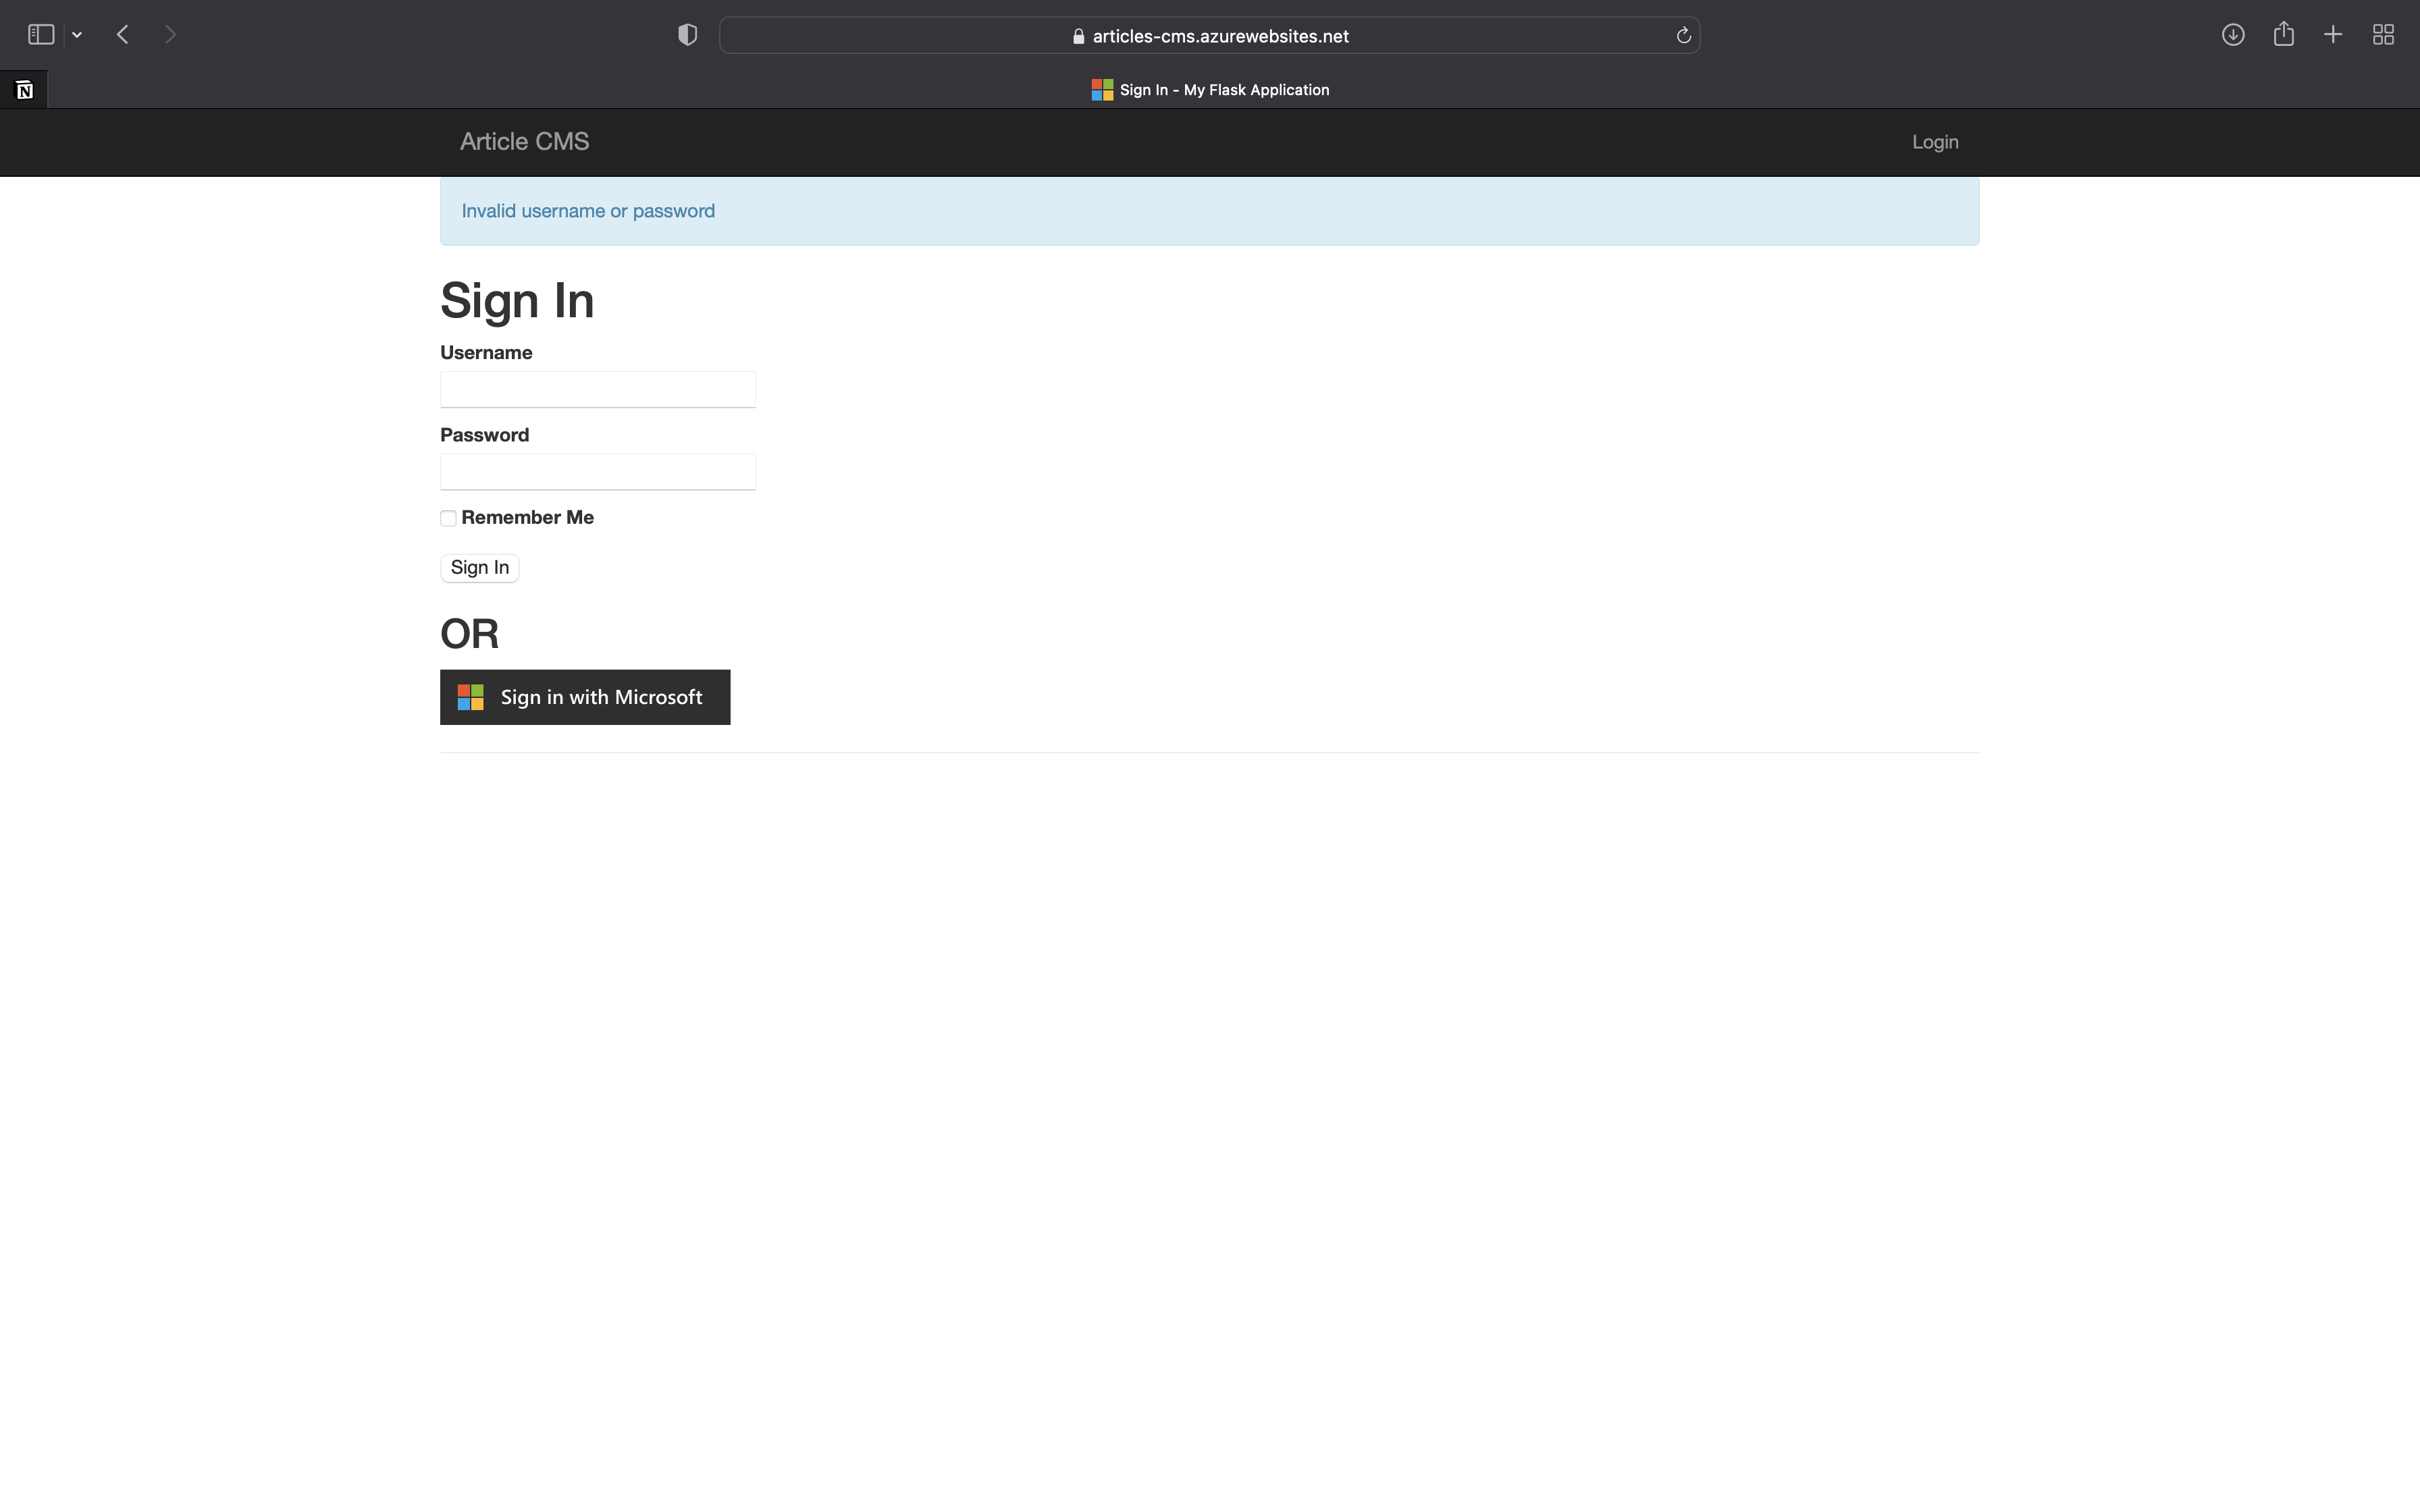 articles-cms.azurewebsites.net
N
Sign In - My Flask Application
Article CMS
Login
Invalid username or password
Sign In
Username
Password
Remember Me
Sign In
OR
Sign in with Microsoft